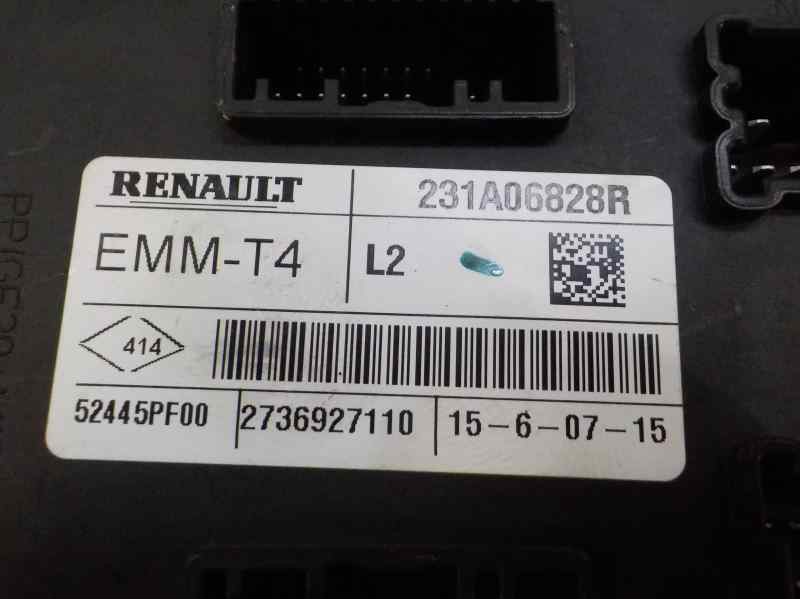 RENAULT
231A06828R
EMM-T4
L2
414
52445PF00
2736927110
15-6-07-15